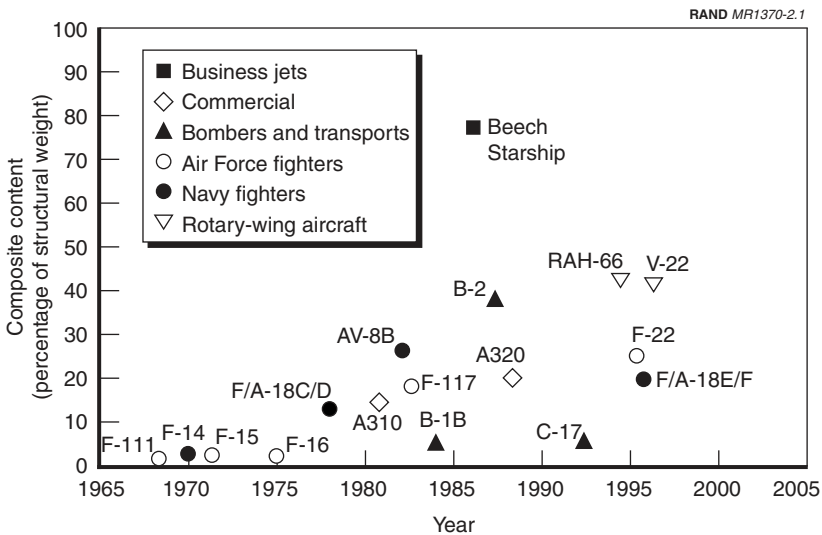 RAND MR1370-2.1
Composite content
(percentage of structural weight)
100
90
80
70
60
50
40
30
20
10
0
Business jets
Commercial
Bombers and transports
Air Force fighters
Navy fighters
Rotary-wing aircraft
Beech
Starship
RAH-66
V-22
B-2
AV-8B
F-22
A320
F/A-18C/D
F-117
F/A-18E/F
A310
B-1B
C-17
F-111
F-14
F-15
F-16
1965 1970 1975 1980 1985 1990 1995 2000 2005
Year